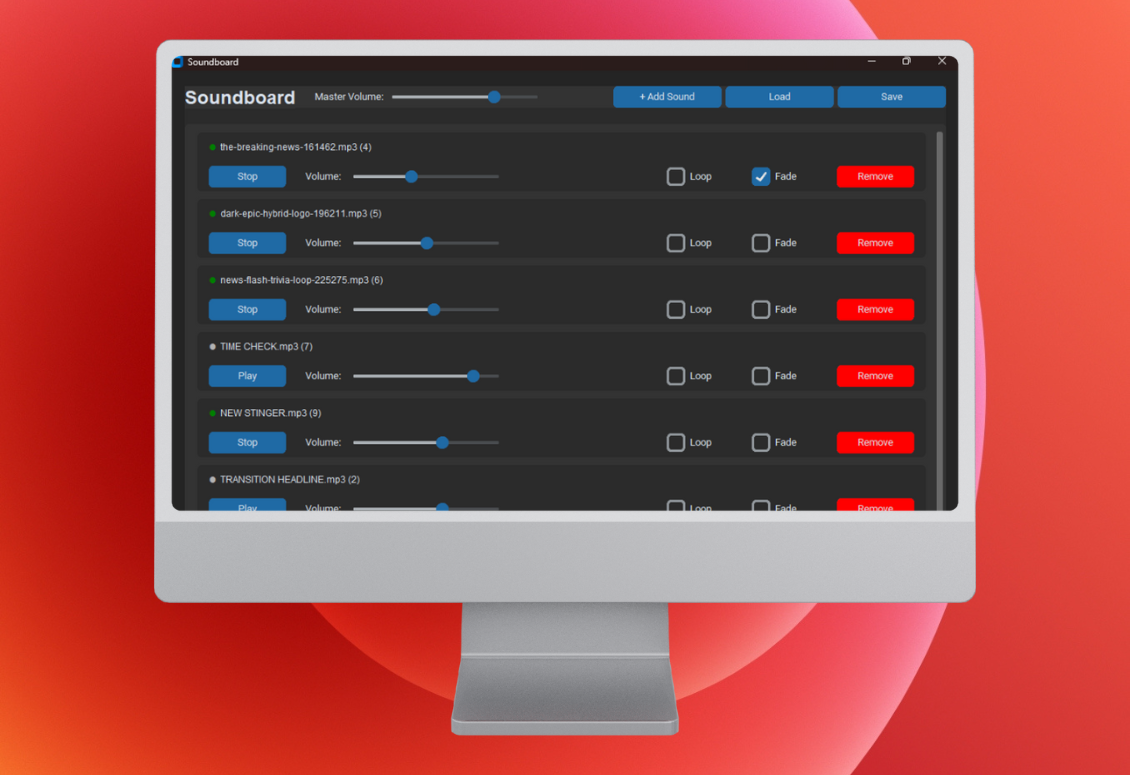 Soundboard
Soundboard Master Volume: + Add Sound Load Save
the-breaking-news-161462.mp3 (4)
Stop Volume: Loop Fade Remove
dark-epic-hybrid-logo-196211.mp3 (5)
Stop Volume: Loop Fade Remove
news-flash-trivia-loop-225275.mp3 (6)
Stop Volume: Loop Fade Remove
TIME CHECK.mp3 (7)
Play Volume: Loop Fade Remove
NEW STINGER.mp3 (9)
Stop Volume: Loop Fade Remove
TRANSITION HEADLINE.mp3 (2)
Play Volume: Loop Fade Remove